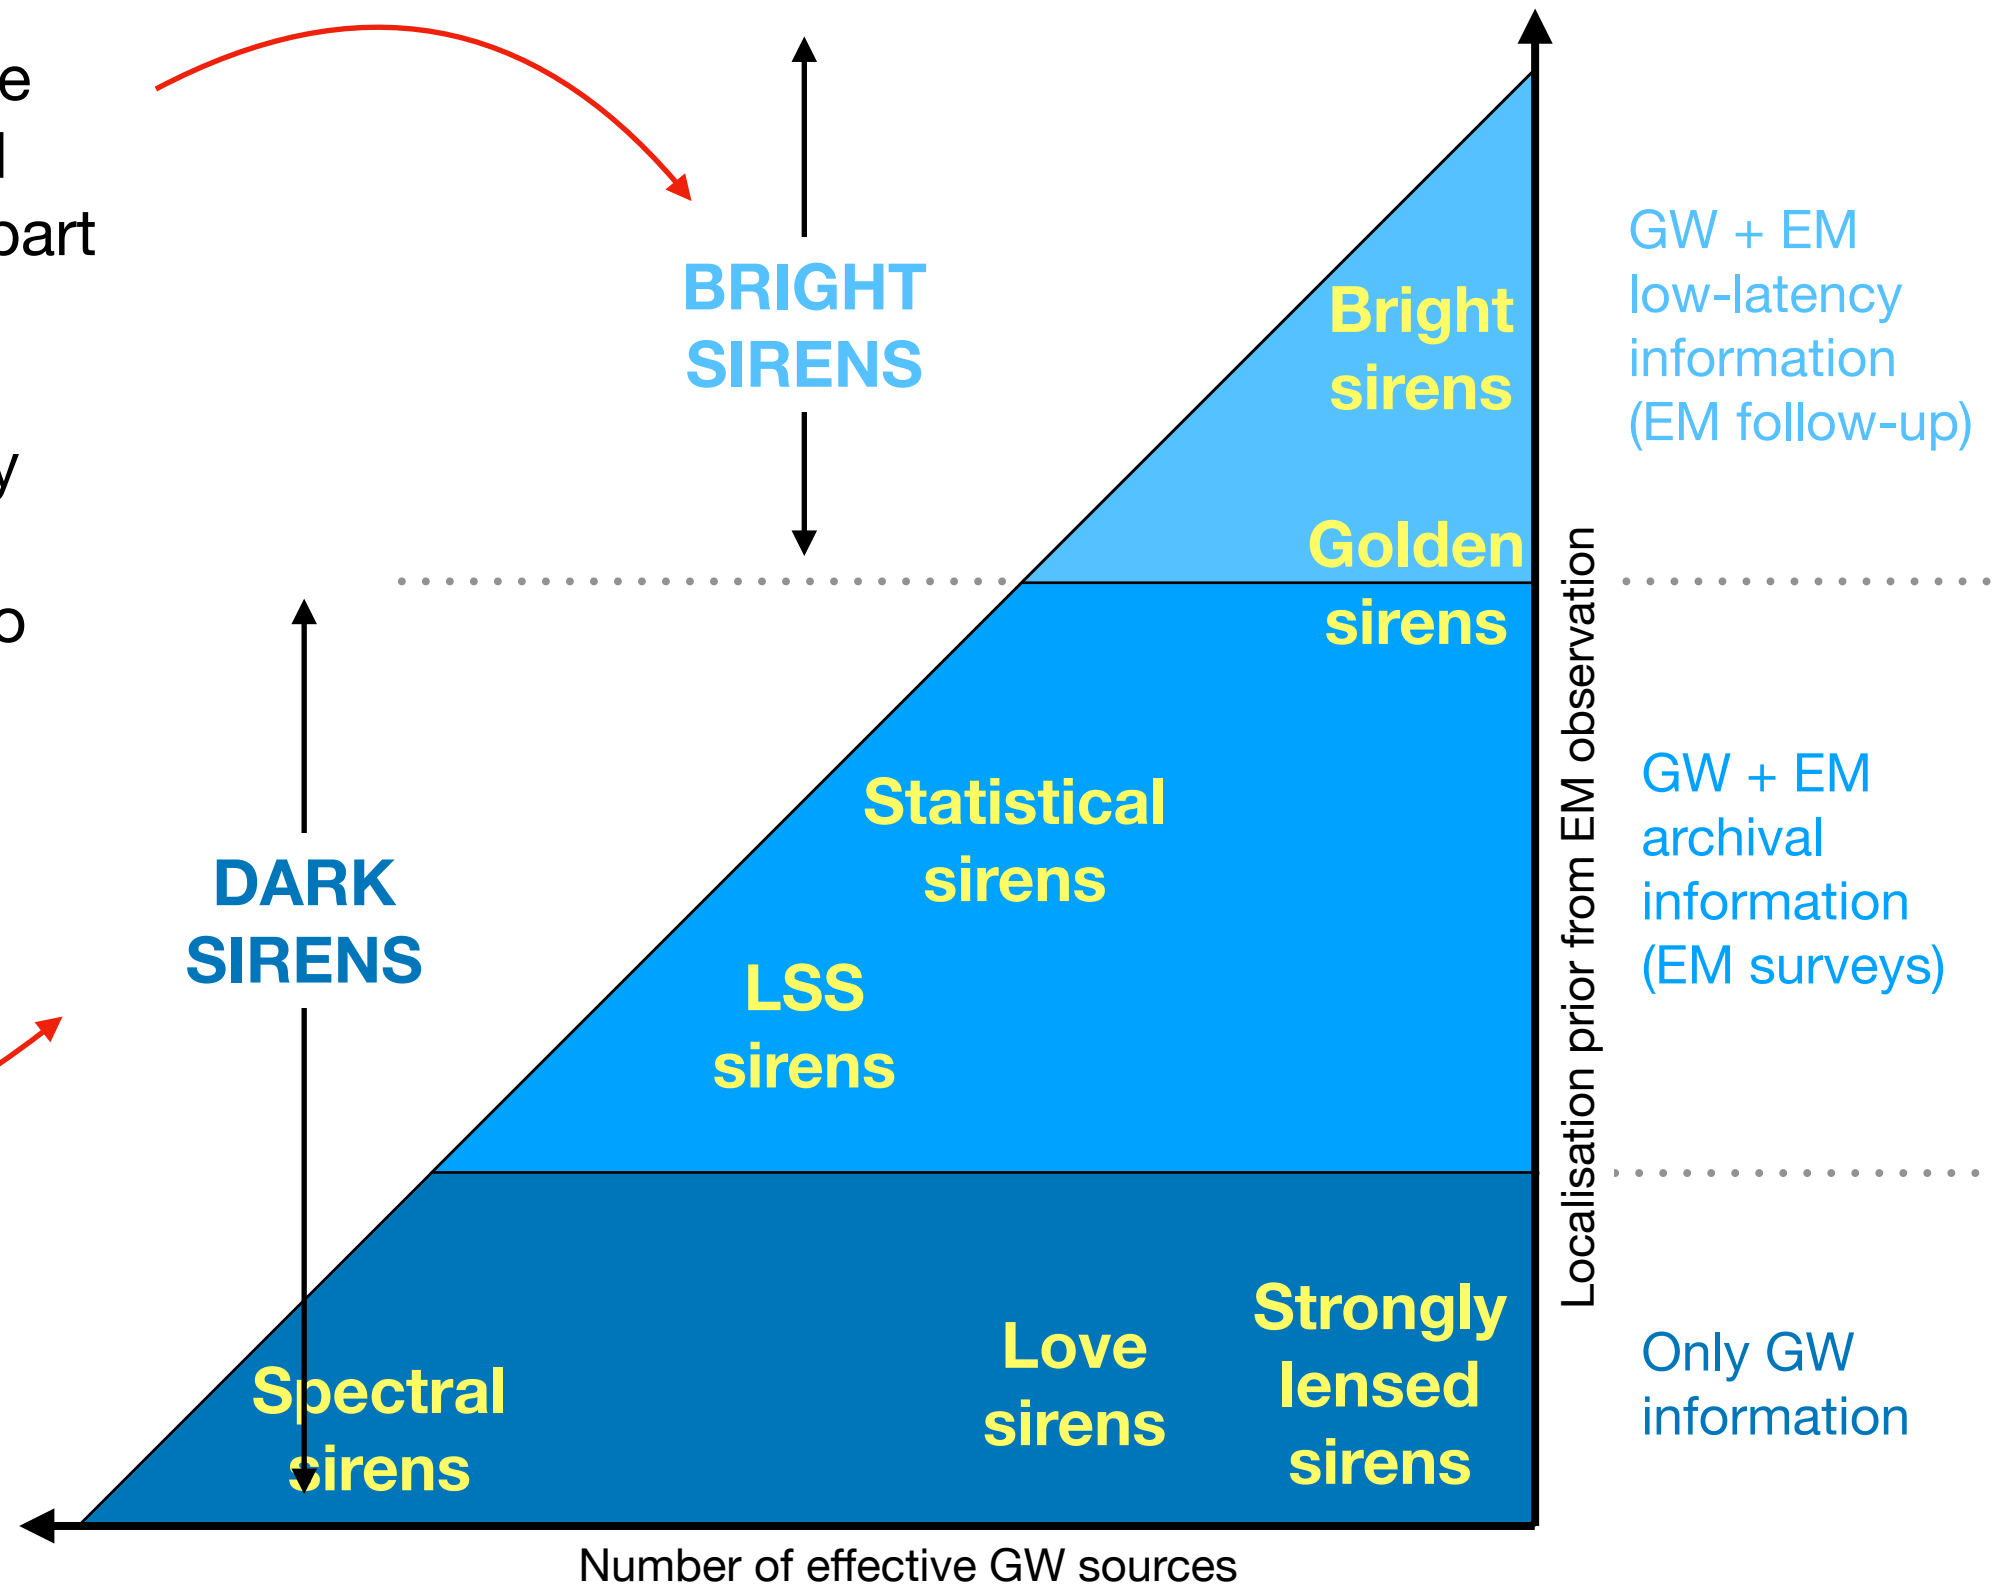 e
l
part
y
o
BRIGHT
SIRENS
DARK
SIRENS
Bright
sirens
Golden
sirens
Statistical
sirens
LSS
sirens
Spectral
sirens
Love
sirens
Strongly
lensed
sirens
Localisation prior from EM observation
Number of effective GW sources
GW + EM
low-latency
information
(EM follow-up)
GW + EM
archival
information
(EM surveys)
Only GW
information